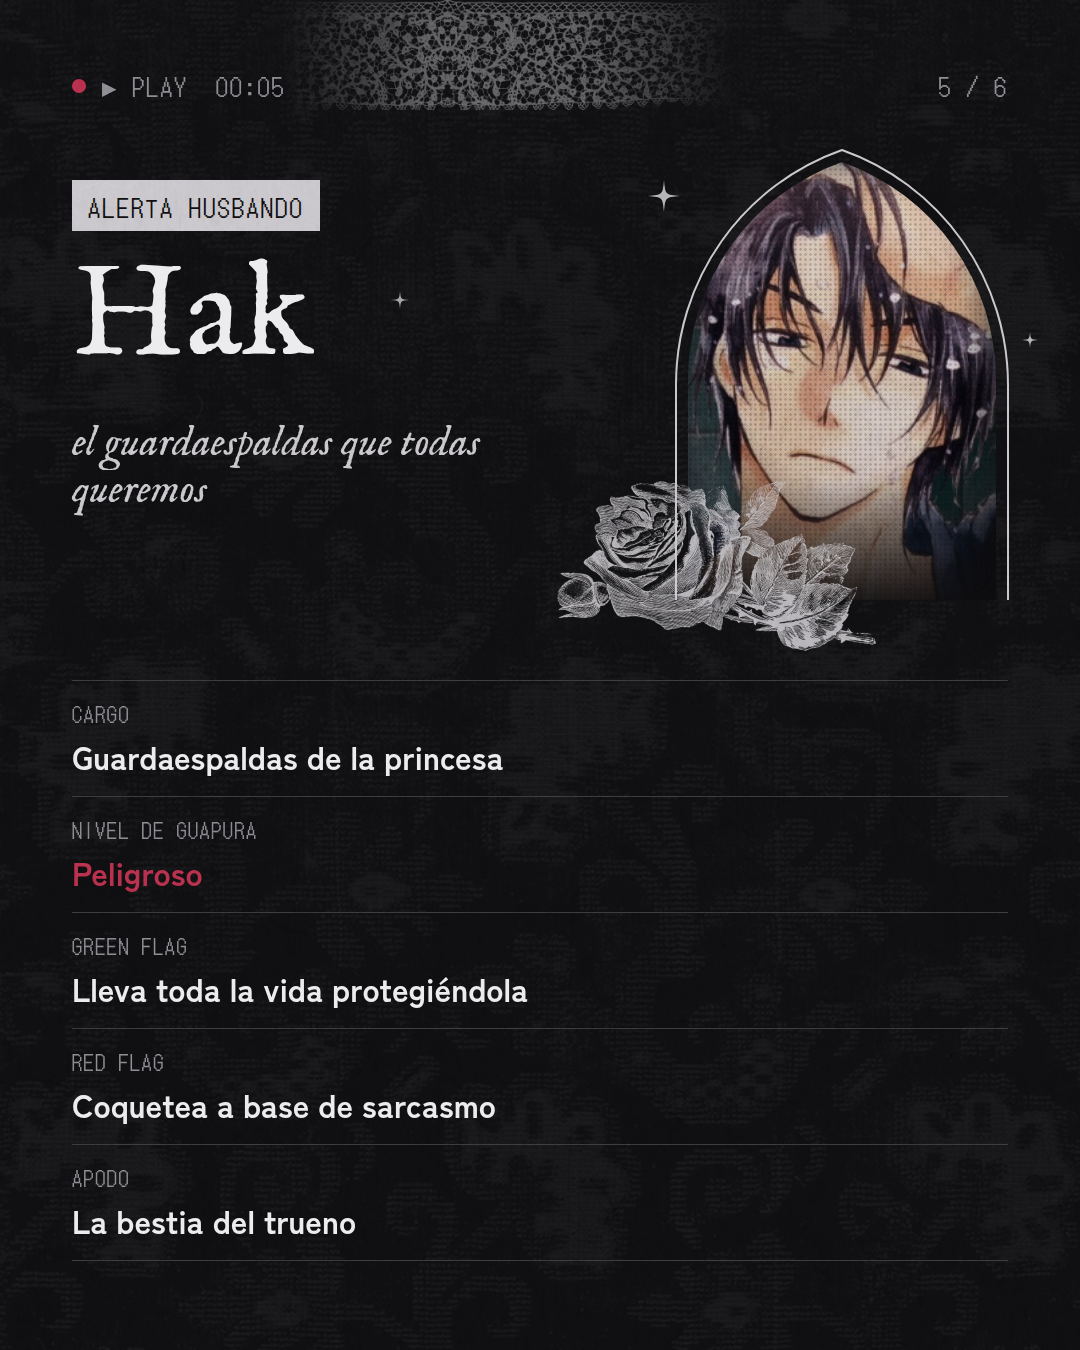 ▶ PLAY 00:05
5 / 6
ALERTA HUSBANDO
Hak
el guardaespaldas que todas
queremos
CARGO
Guardaespaldas de la princesa
NIVEL DE GUAPURA
Peligroso
GREEN FLAG
Lleva toda la vida protegiéndola
RED FLAG
Coquetea a base de sarcasmo
APODO
La bestia del trueno